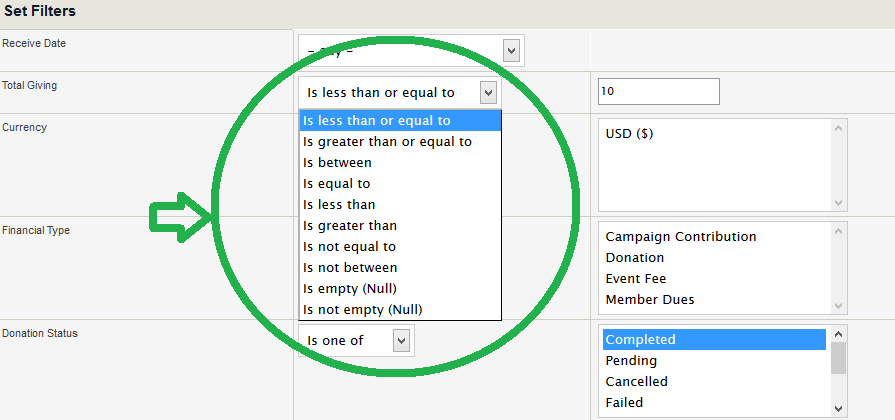 Set Filters
Receive Date
Total Giving
Is less than or equal to
10
Is less than or equal to
Is greater than or equal to
Is between
Is equal to
Is less than
Is greater than
Is not equal to
Is not between
Is empty (Null)
Is not empty (Null)
Currency
USD ($)
Financial Type
Campaign Contribution
Donation
Event Fee
Member Dues
Donation Status
Is one of
Completed
Pending
Cancelled
Failed